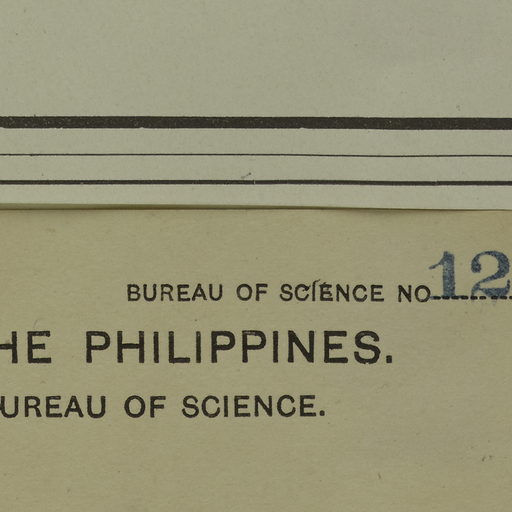 BUREAU OF SCIENCE NO 12
HE PHILIPPINES.
UREAU OF SCIENCE.